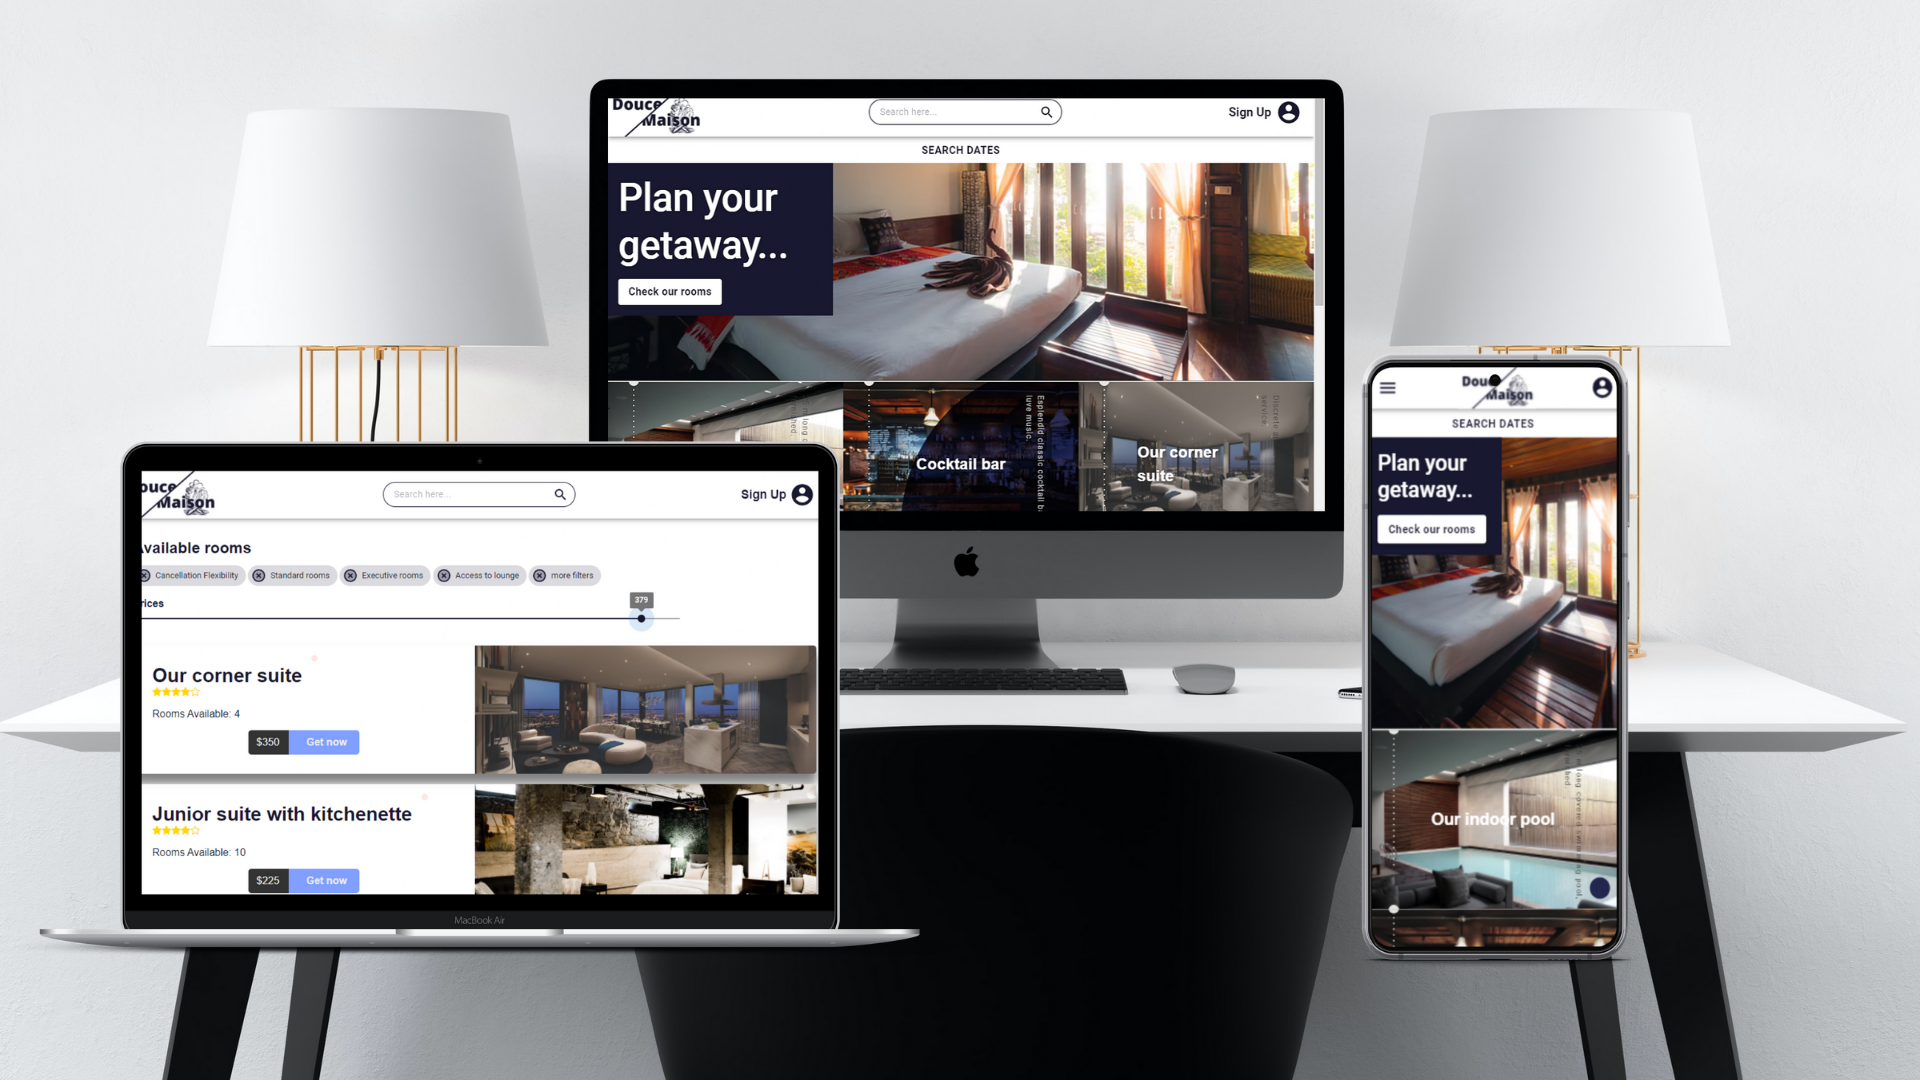 Douce
Maison
Search here...
Sign Up
SEARCH DATES
Plan your
getaway...
Check our rooms
Cocktail bar
Esplendid classic cocktail b
luve music.
Our corner
suite
Discrete
service
ouce
Maison
Search here...
Sign Up
Available rooms
Cancellation Flexibility
Standard rooms
Executive rooms
Access to lounge
more filters
rices
379
Our corner suite
Rooms Available: 4
$350
Get now
Junior suite with kitchenette
Rooms Available: 10
$225
Get now
MacBook Air
Dou
Maison
SEARCH DATES
Plan your
getaway...
Check our rooms
Our indoor pool